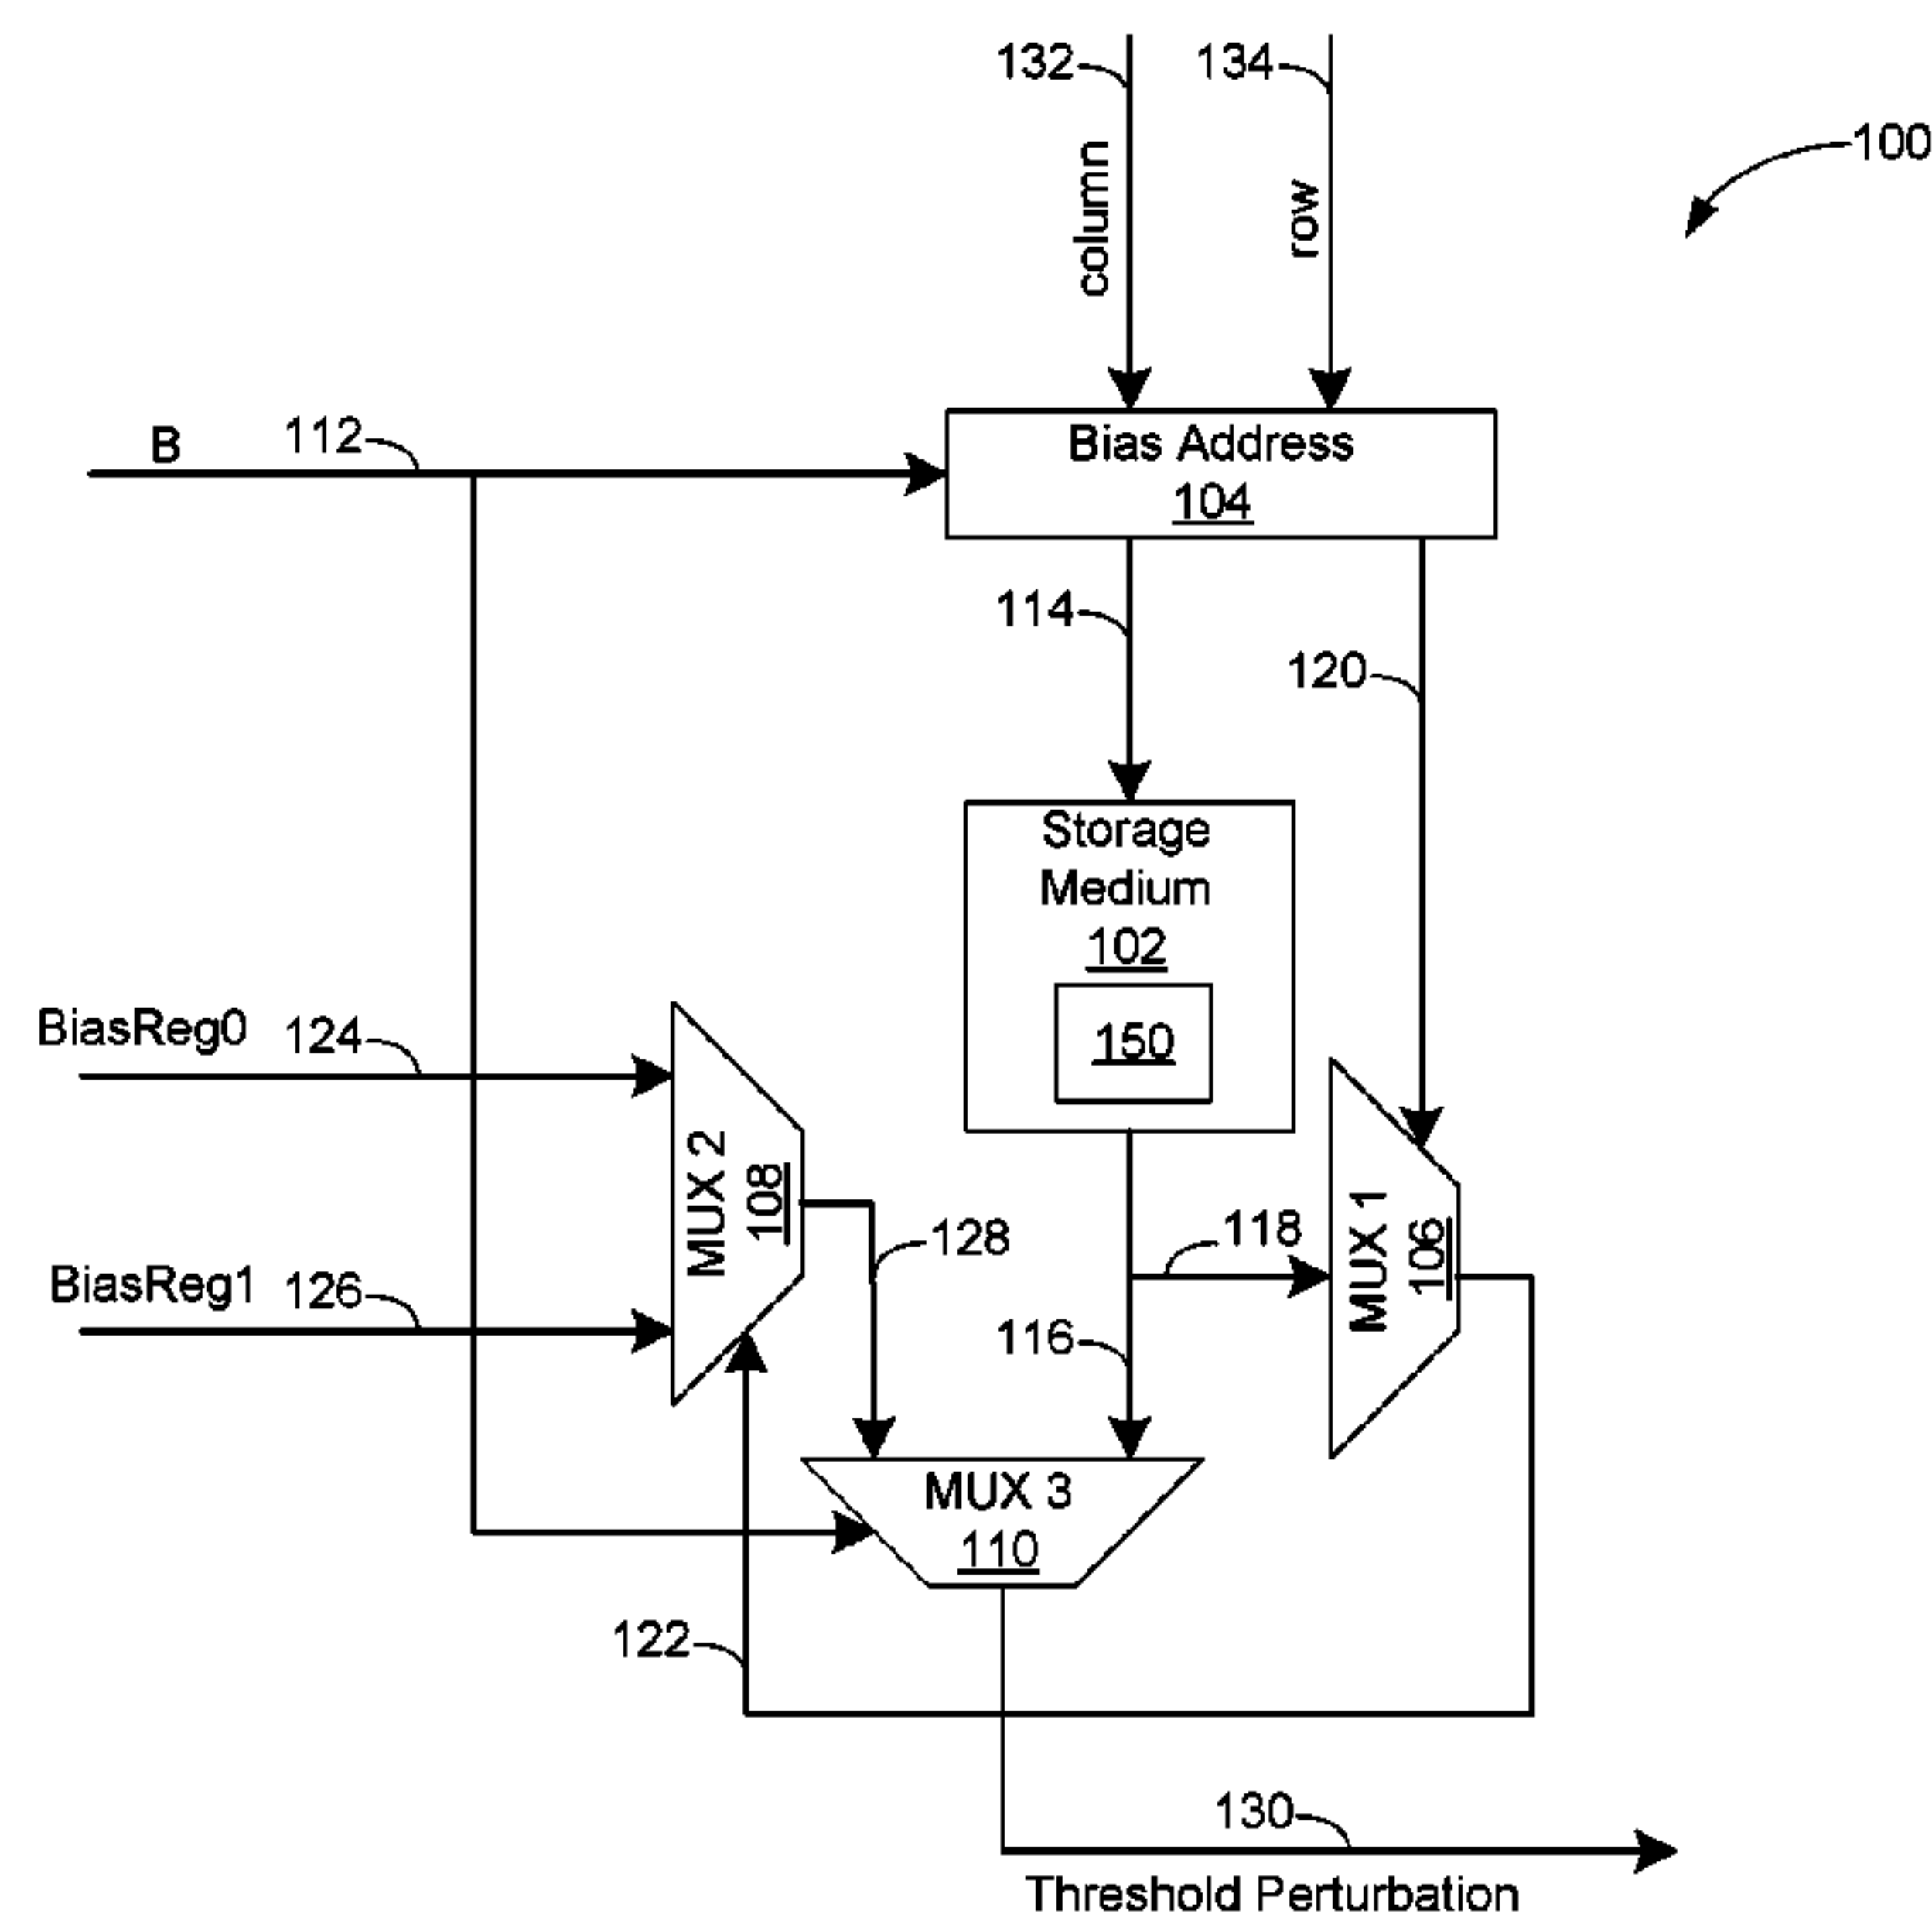 132
134
100
column
row
B
112
Bias Address
104
114
120
Storage
Medium
102
150
BiasReg0
124
MUX 2
108
128
118
MUX 1
106
BiasReg1
126
116
MUX 3
110
122
130
Threshold Perturbation